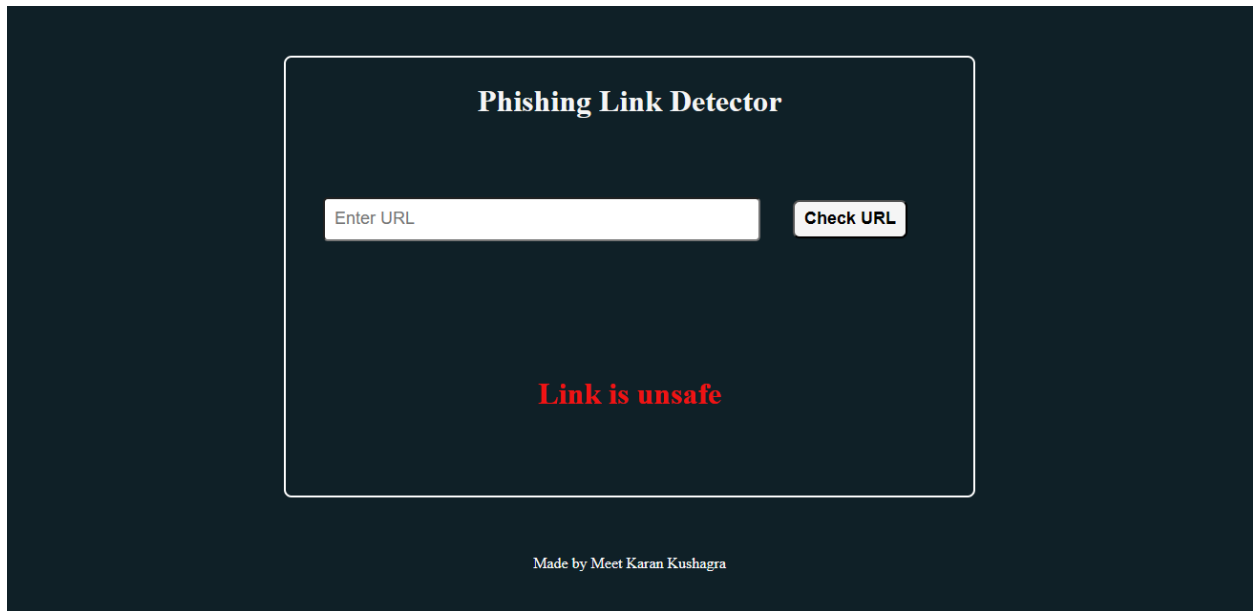 Phishing Link Detector
Enter URL
Check URL
Link is unsafe
Made by Meet Karan Kushagra